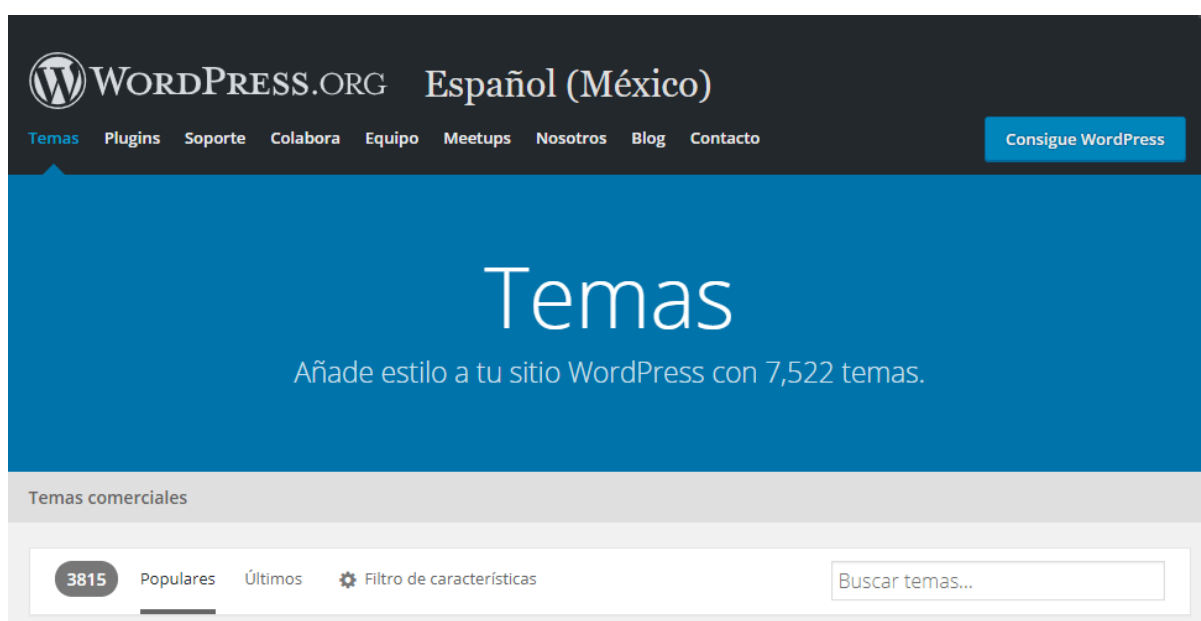 WORDPRESS.ORG Español (México)
Temas Plugins Soporte Colabora Equipo Meetups Nosotros Blog Contacto Consigue WordPress
Temas
Añade estilo a tu sitio WordPress con 7,522 temas.
Temas comerciales
3815 Populares Últimos Filtro de características Buscar temas...